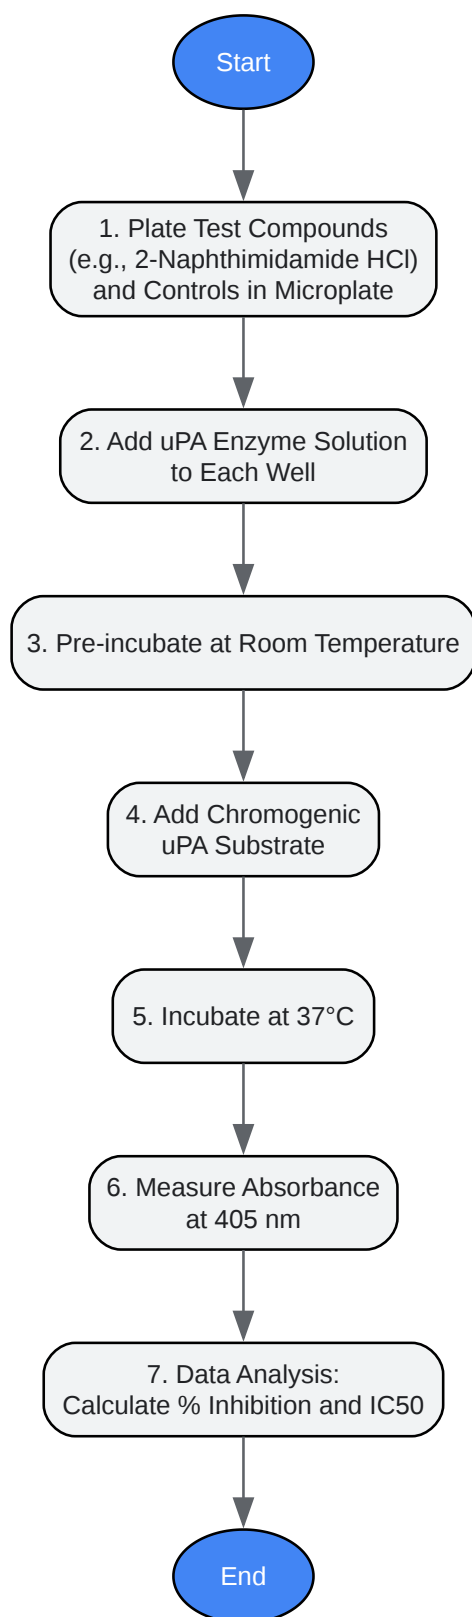 Start
1. Plate Test Compounds
(e.g., 2-Naphthimidamide HCl)
and Controls in Microplate
2. Add uPA Enzyme Solution
to Each Well
3. Pre-incubate at Room Temperature
4. Add Chromogenic
uPA Substrate
5. Incubate at 37°C
6. Measure Absorbance
at 405 nm
7. Data Analysis:
Calculate % Inhibition and IC50
End